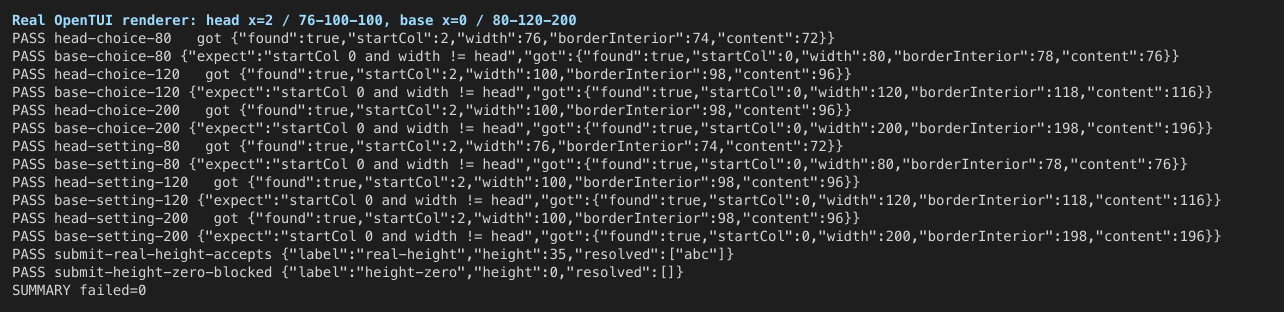 Real OpenTUI renderer: head x=2 / 76-100-100, base x=0 / 80-120-200
PASS head-choice-80   got {"found":true,"startCol":2,"width":76,"borderInterior":74,"content":72}}
PASS base-choice-80 {"expect":"startCol 0 and width != head","got":{"found":true,"startCol":0,"width":80,"borderInterior":78,"content":76}}
PASS head-choice-120   got {"found":true,"startCol":2,"width":100,"borderInterior":98,"content":96}}
PASS base-choice-120 {"expect":"startCol 0 and width != head","got":{"found":true,"startCol":0,"width":120,"borderInterior":118,"content":116}}
PASS head-choice-200   got {"found":true,"startCol":2,"width":100,"borderInterior":98,"content":96}}
PASS base-choice-200 {"expect":"startCol 0 and width != head","got":{"found":true,"startCol":0,"width":200,"borderInterior":198,"content":196}}
PASS head-setting-80   got {"found":true,"startCol":2,"width":76,"borderInterior":74,"content":72}}
PASS base-setting-80 {"expect":"startCol 0 and width != head","got":{"found":true,"startCol":0,"width":80,"borderInterior":78,"content":76}}
PASS head-setting-120   got {"found":true,"startCol":2,"width":100,"borderInterior":98,"content":96}}
PASS base-setting-120 {"expect":"startCol 0 and width != head","got":{"found":true,"startCol":0,"width":120,"borderInterior":118,"content":116}}
PASS head-setting-200   got {"found":true,"startCol":2,"width":100,"borderInterior":98,"content":96}}
PASS base-setting-200 {"expect":"startCol 0 and width != head","got":{"found":true,"startCol":0,"width":200,"borderInterior":198,"content":196}}
PASS submit-real-height-accepts {"label":"real-height","height":35,"resolved":["abc"]}
PASS submit-height-zero-blocked {"label":"height-zero","height":0,"resolved":[]}
SUMMARY failed=0